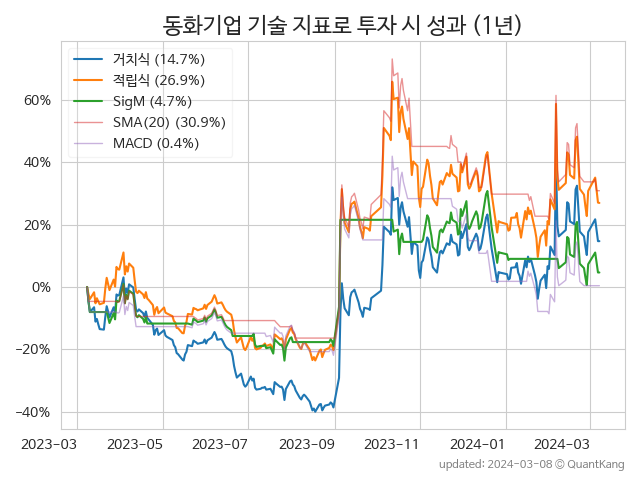 동화기업 기술 지표로 투자 시 성과 (1년)
거치식 (14.7%)
적립식 (26.9%)
SigM (4.7%)
SMA(20) (30.9%)
MACD (0.4%)
60%
40%
20%
0%
−20%
−40%
2023-03 2023-05 2023-07 2023-09 2023-11 2024-01 2024-03
updated: 2024-03-08 © QuantKang